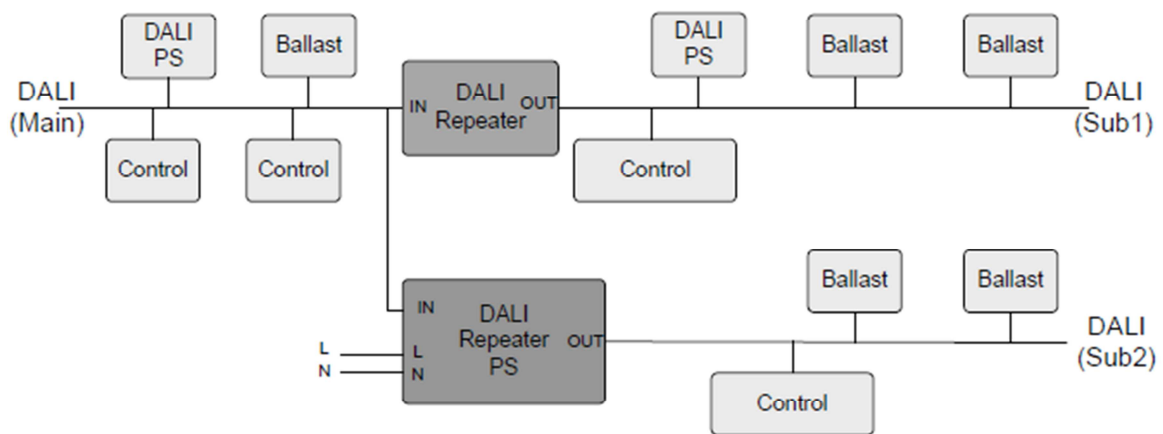 DALI
PS
Ballast
DALI
PS
Ballast
Ballast
DALI
(Main)
IN
DALI
Repeater
OUT
DALI
(Sub1)
Control
Control
Control
Ballast
Ballast
IN
DALI
Repeater
PS
OUT
L
N
L
N
DALI
(Sub2)
Control